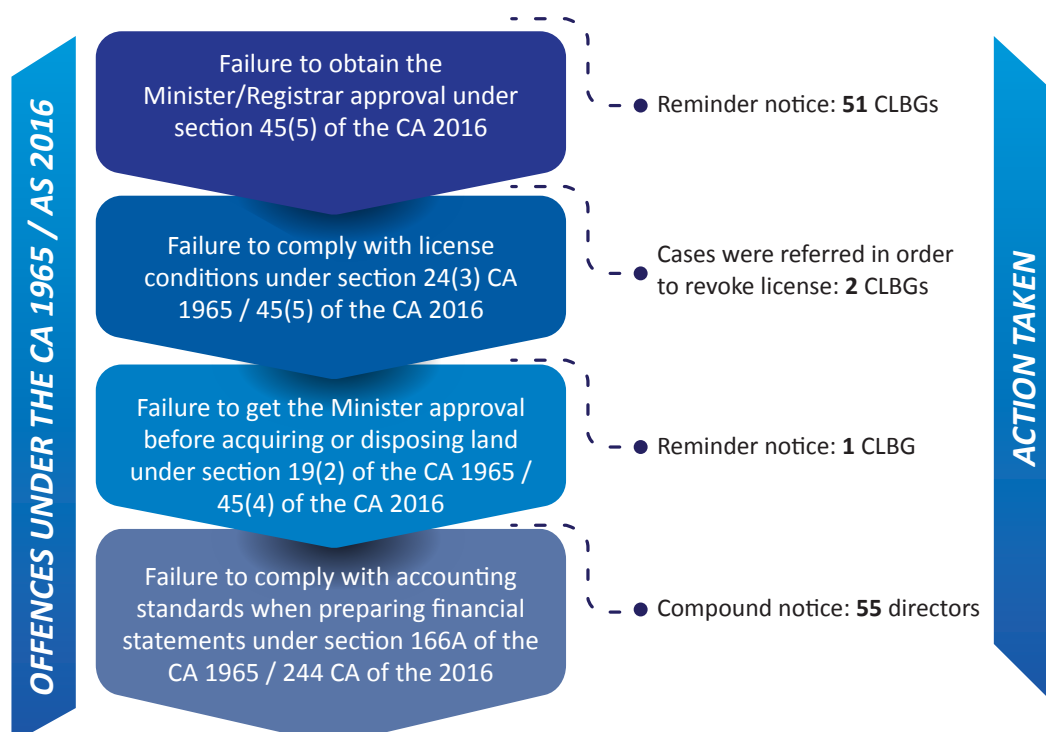 OFFENCES UNDER THE CA 1965 / AS 2016
Failure to obtain the
Minister/Registrar approval under
section 45(5) of the CA 2016
Reminder notice: 51 CLBGs
Failure to comply with license
conditions under section 24(3) CA
1965 / 45(5) of the CA 2016
Cases were referred in order
to revoke license: 2 CLBGs
Failure to get the Minister approval
before acquiring or disposing land
under section 19(2) of the CA 1965 /
45(4) of the CA 2016
Reminder notice: 1 CLBG
Failure to comply with accounting
standards when preparing financial
statements under section 166A of the
CA 1965 / 244 CA of the 2016
Compound notice: 55 directors
ACTION TAKEN